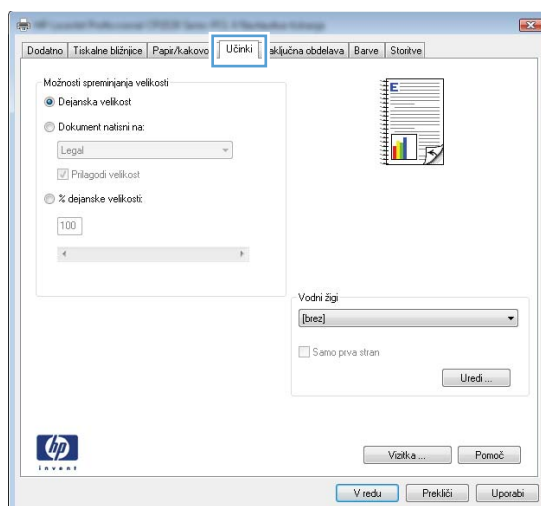 Dodatno Tiskalne bližnjice Papir/kakovo Učinki aključna obdelava Barve Storitve
Možnosti spreminjanja velikosti
Dejanska velikost
Dokument natisni na:
Legal
Prilagodi velikost
% dejanske velikosti:
100
E
Vodni žigi
[brez]
Samo prva stran
Uredi ...
hp
invent
Vizitka ... Pomoč
V redu Prekliči Uporabi